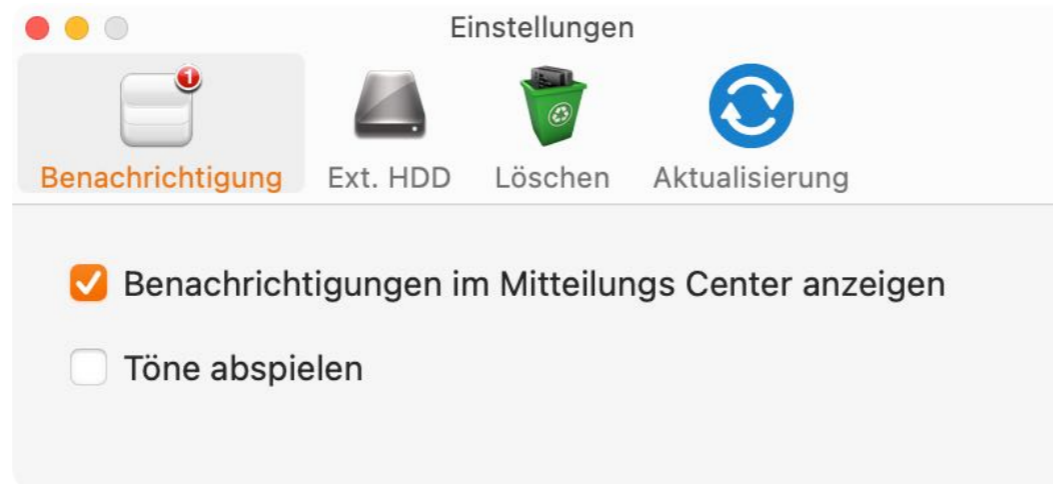 Einstellungen
1
Benachrichtigung Ext. HDD Löschen Aktualisierung
Benachrichtigungen im Mitteilungs Center anzeigen
Töne abspielen